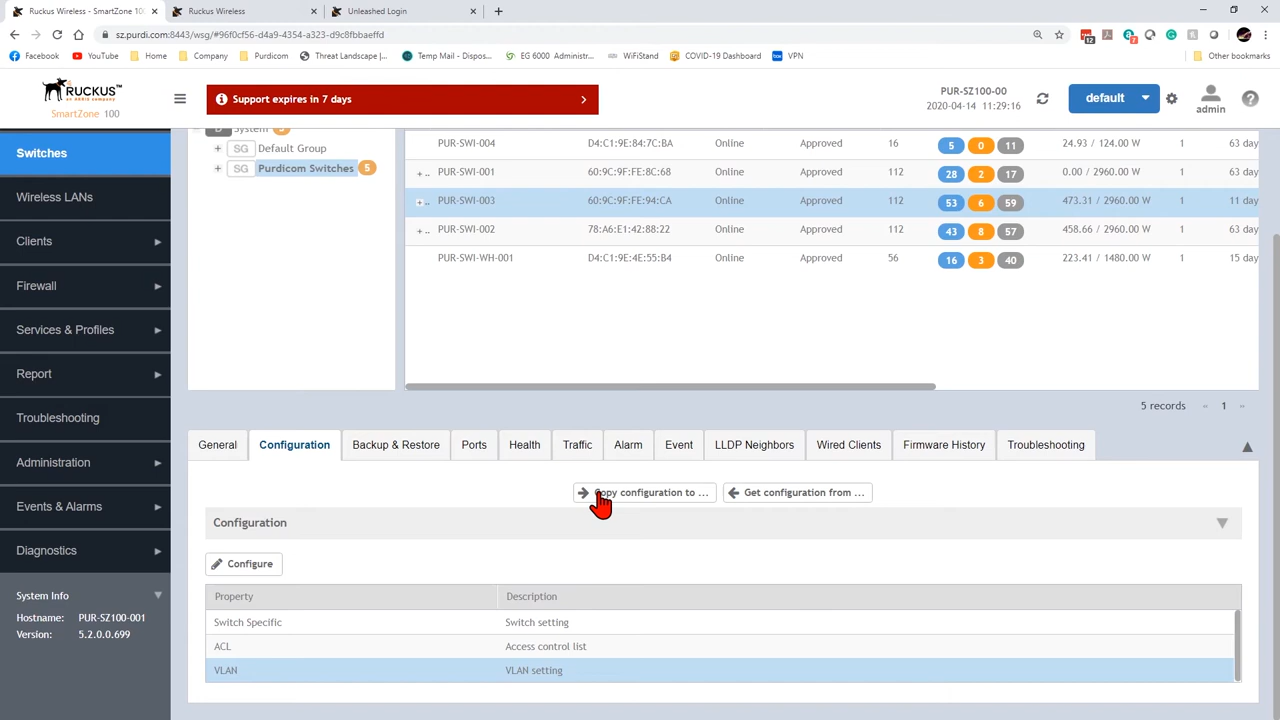 Ruckus Wireless - SmartZone 100-
Ruckus Wireless
Unleashed Login
sz.purdi.com:8443/wsg/#96f0cf56-d4a9-4354-a323-d9c8fbbaeffd
Facebook YouTube Home Company Purdicom Threat Landscape |... Temp Mail - Dispos... EG 6000 Administr... WiFiStand COVID-19 Dashboard VPN Other bookmarks
RUCKUS™
SmartZone 100
Support expires in 7 days
PUR-SZ100-00
2020-04-14 11:29:16
default
admin
Switches
Wireless LANs
Clients
Firewall
Services & Profiles
Report
Troubleshooting
Administration
Events & Alarms
Diagnostics
System Info
Hostname: PUR-SZ100-001
Version: 5.2.0.0.699
System
SG Default Group
SG Purdicom Switches 5
PUR-SWI-004 D4:C1:9E:84:7C:BA Online Approved 16 5 0 11 24.93 / 124.00 W 1 63 day
PUR-SWI-001 60:9C:9F:FE:8C:68 Online Approved 112 28 2 17 0.00 / 2960.00 W 1 63 day
PUR-SWI-003 60:9C:9F:FE:94:CA Online Approved 112 53 6 59 473.31 / 2960.00 W 1 11 day
PUR-SWI-002 78:A6:E1:42:88:22 Online Approved 112 43 8 57 458.66 / 2960.00 W 1 63 day
PUR-SWI-WH-001 D4:C1:9E:4E:55:B4 Online Approved 56 16 3 40 223.41 / 1480.00 W 1 15 day
5 records « 1 »
General Configuration Backup & Restore Ports Health Traffic Alarm Event LLDP Neighbors Wired Clients Firmware History Troubleshooting
Copy configuration to ... Get configuration from ...
Configuration
Configure
Property Description
Switch Specific Switch setting
ACL Access control list
VLAN VLAN setting